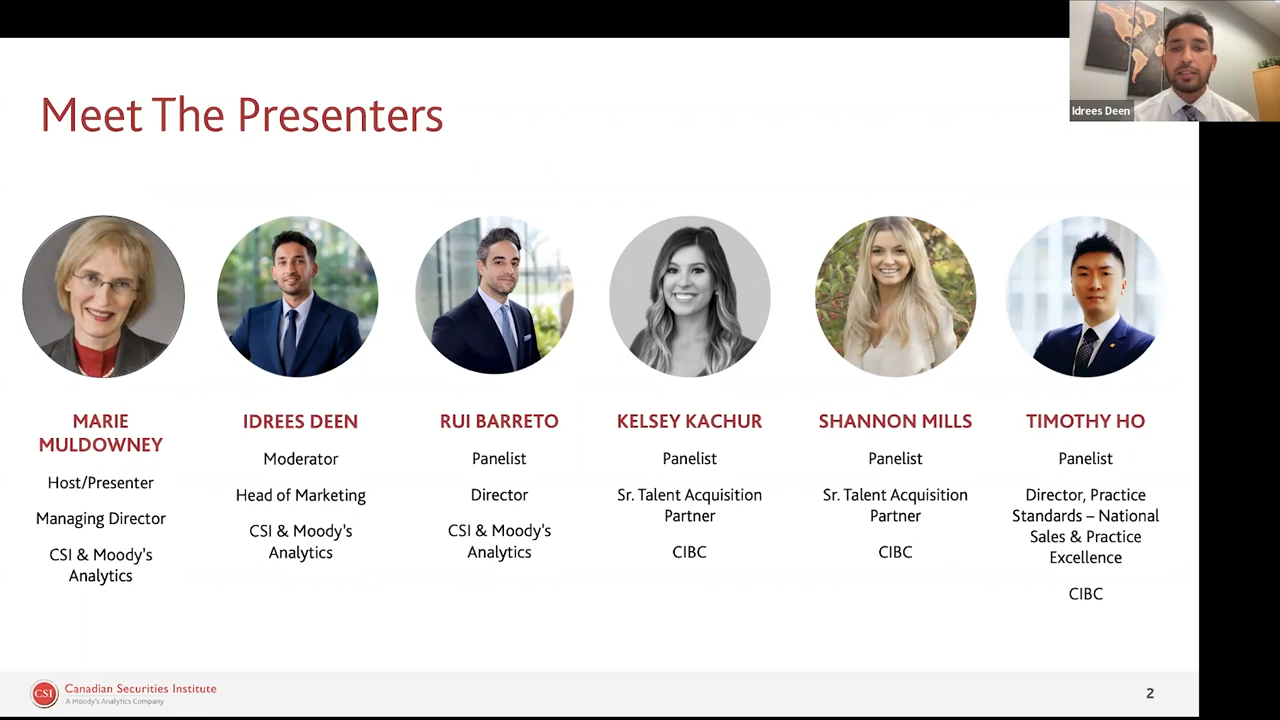 Idrees Deen
Meet The Presenters
MARIE
MULDOWNEY
Host/Presenter
Managing Director
CSI & Moody's
Analytics
IDREES DEEN
Moderator
Head of Marketing
CSI & Moody's
Analytics
RUI BARRETO
Panelist
Director
CSI & Moody's
Analytics
KELSEY KACHUR
Panelist
Sr. Talent Acquisition
Partner
CIBC
SHANNON MILLS
Panelist
Sr. Talent Acquisition
Partner
CIBC
TIMOTHY HO
Panelist
Director, Practice
Standards – National
Sales & Practice
Excellence
CIBC
CSI
Canadian Securities Institute
A Moody's Analytics Company
2